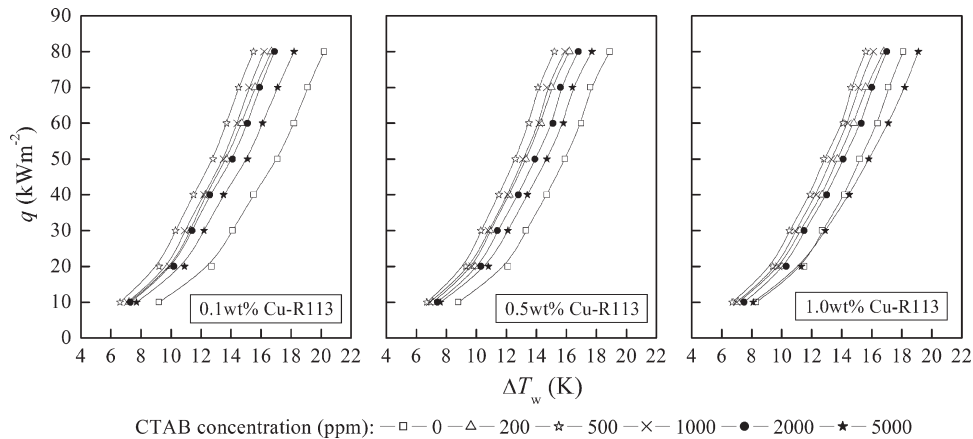 90
80
70
60
50
40
30
20
10
0
q (kWm⁻²)
0.1wt% Cu-R113
0.5wt% Cu-R113
1.0wt% Cu-R113
4 6 8 10 12 14 16 18 20 22
4 6 8 10 12 14 16 18 20 22
4 6 8 10 12 14 16 18 20 22
ΔTw (K)
CTAB concentration (ppm): 0 200 500 1000 2000 5000